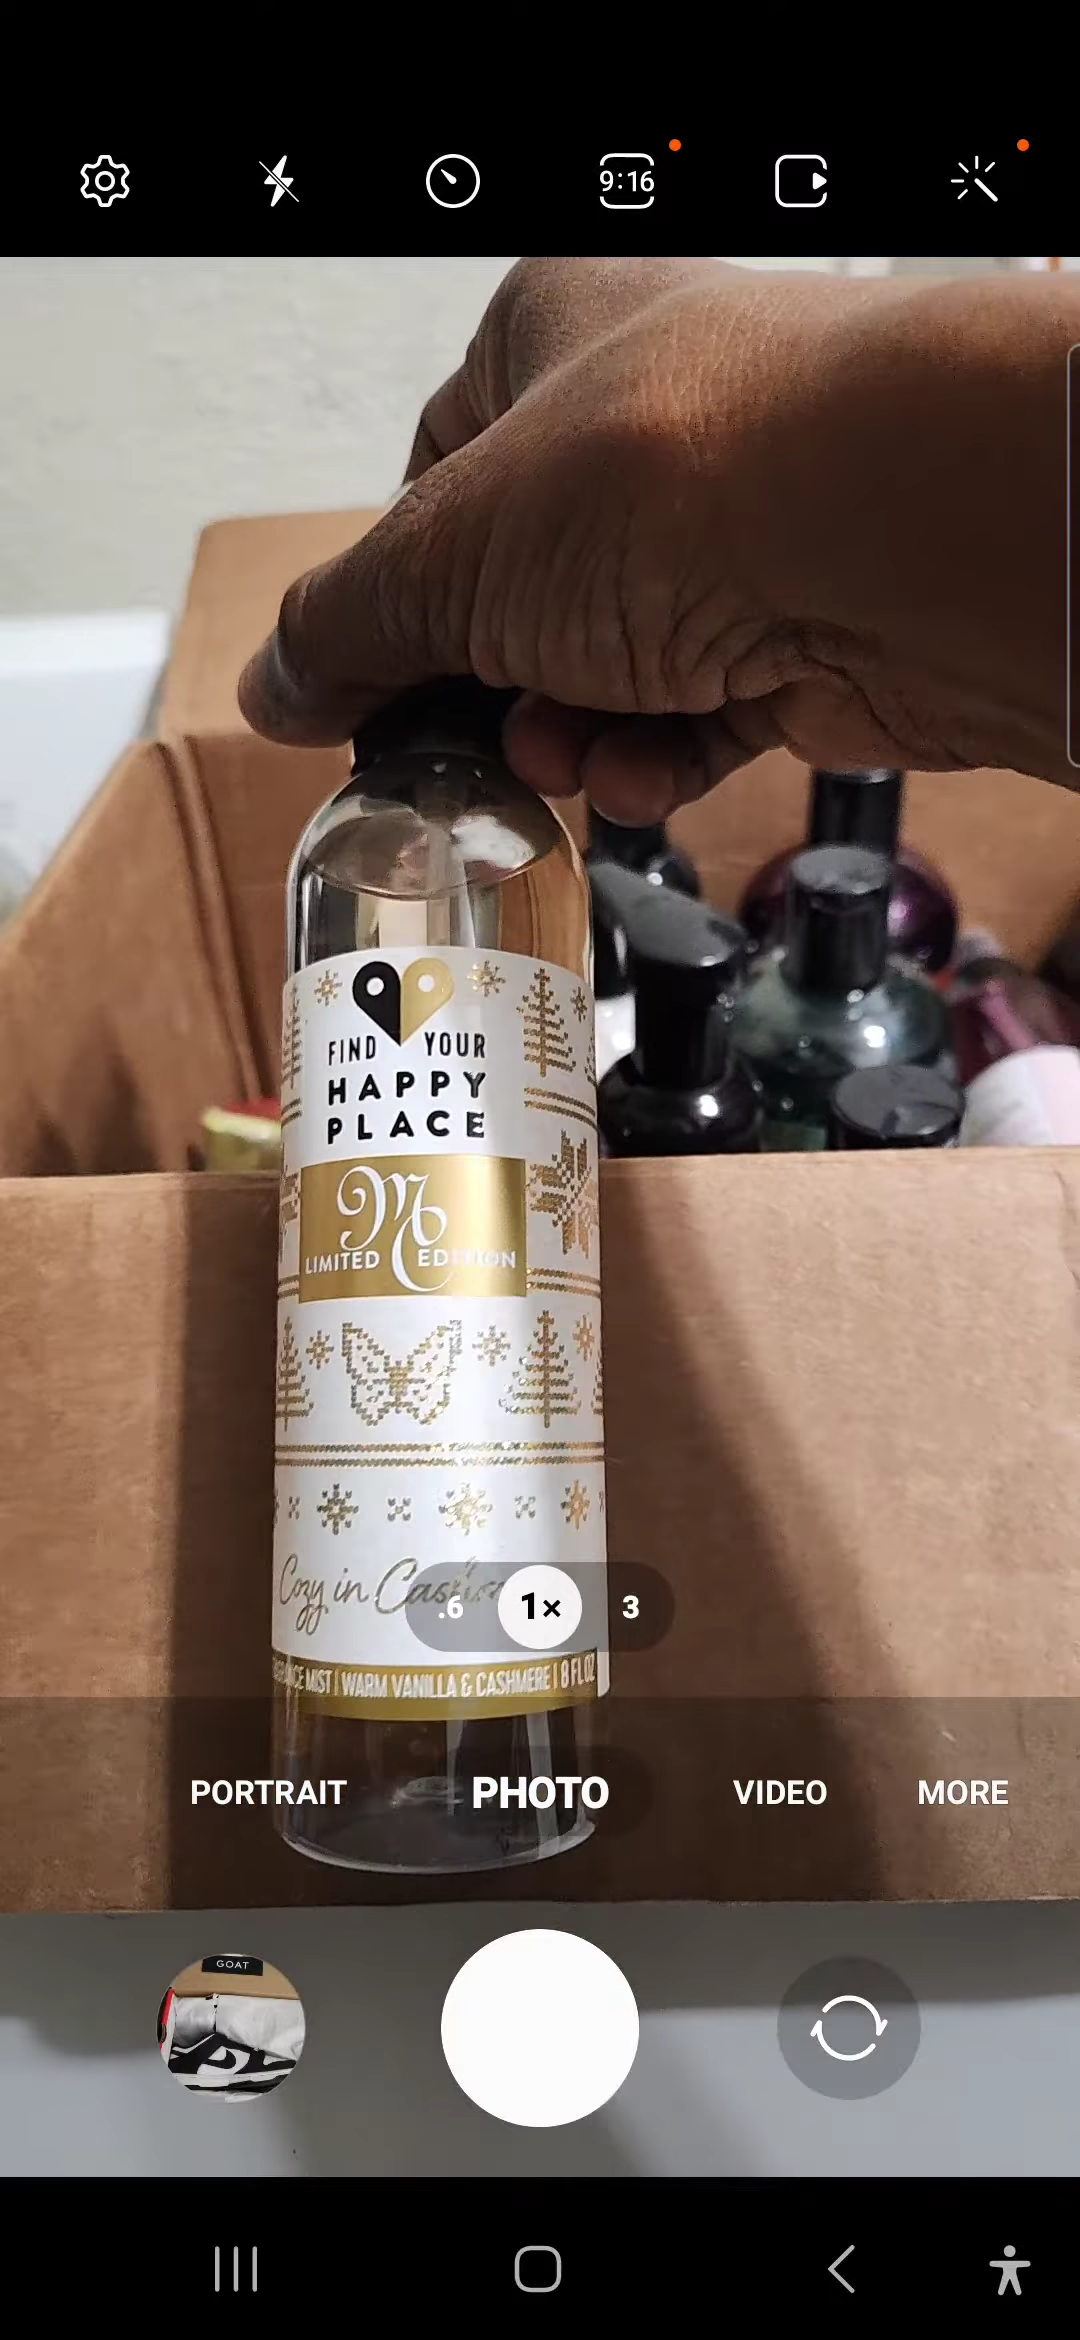 9:16
FIND YOUR
HAPPY
PLACE
LIMITED EDITION
Cozy in
MIST | WARM VANILLA & CASHMERE | 8 FL OZ
.6 1× 3
PORTRAIT PHOTO VIDEO MORE
GOAT